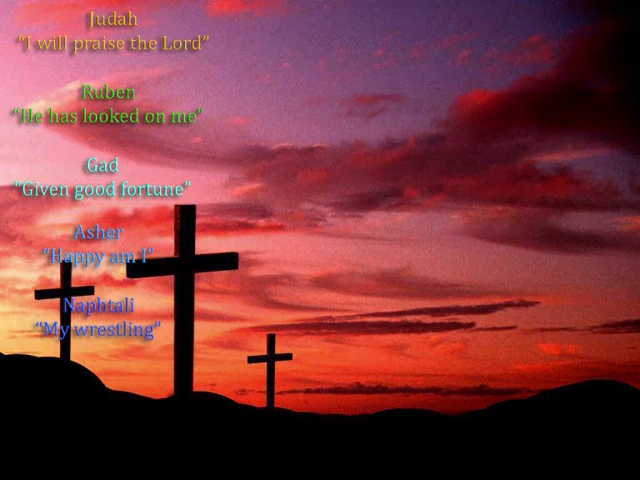 Judah
“I will praise the Lord”
Ruben
“He has looked on me”
Gad
“Given good fortune”
Asher
“Happy am I”
Naphtali
“My wrestling”